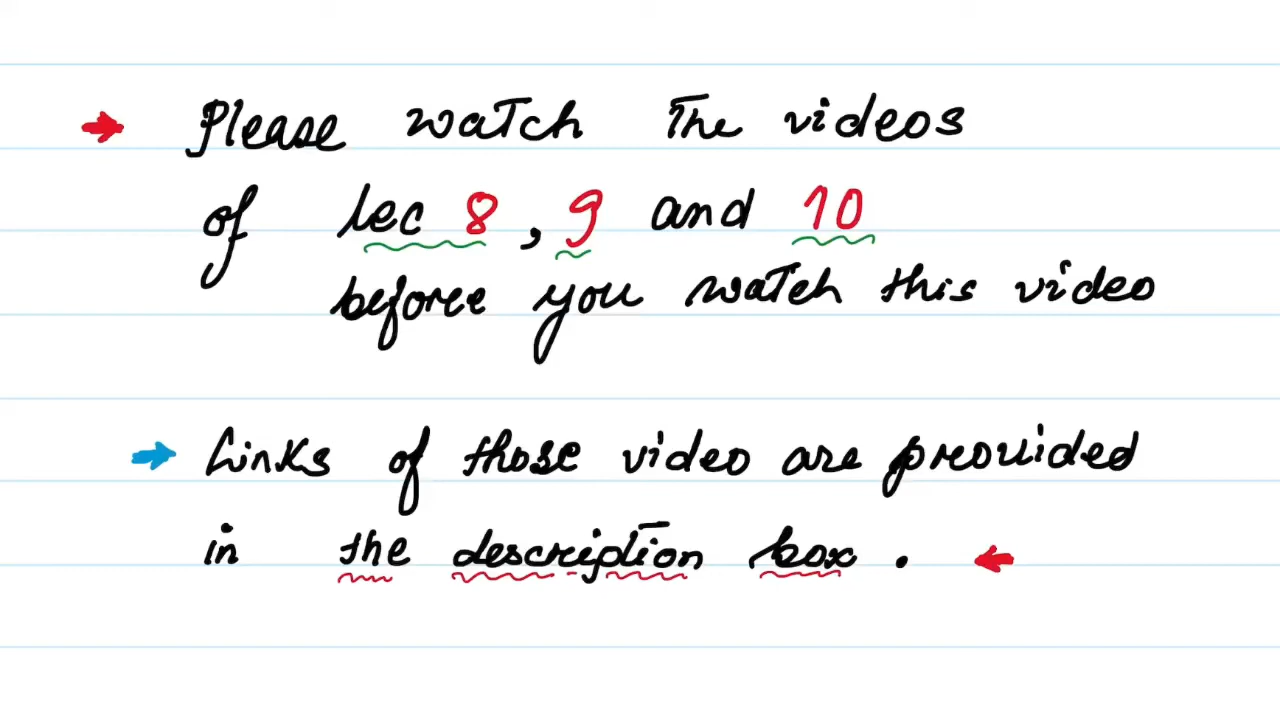 Please watch the videos
of lec 8, 9 and 10
before you watch this video
Links of those video are provided
in the description box.